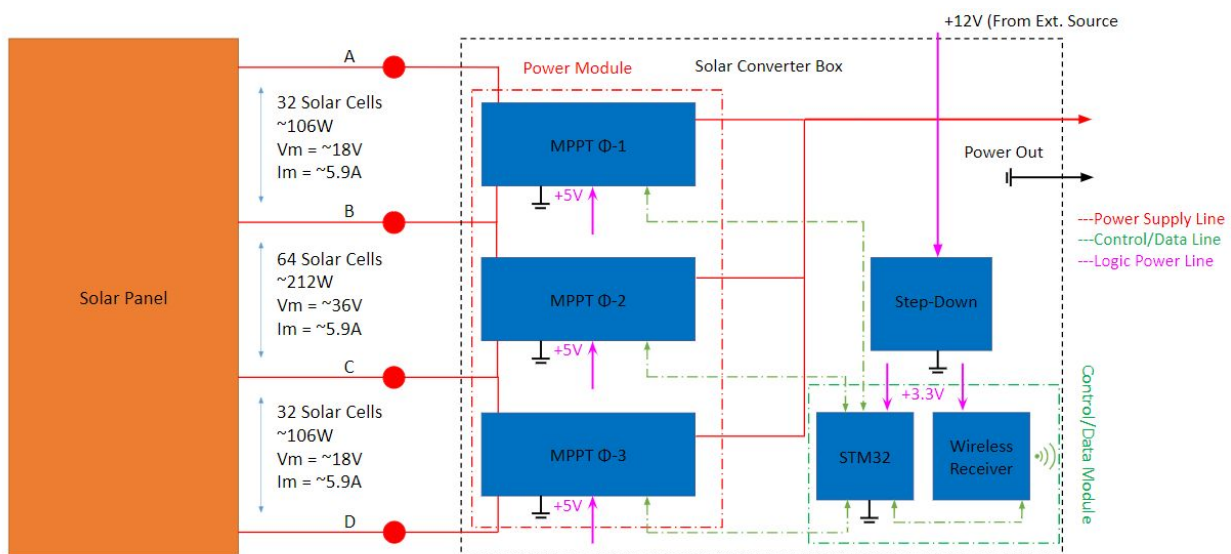 +12V (From Ext. Source
A
Power Module
Solar Converter Box
32 Solar Cells
~106W
Vm = ~18V
Im = ~5.9A
MPPT Φ-1
Power Out
+5V
B
---Power Supply Line
---Control/Data Line
---Logic Power Line
64 Solar Cells
~212W
Vm = ~36V
Im = ~5.9A
Solar Panel
MPPT Φ-2
Step-Down
+5V
C
+3.3V
Control/Data Module
32 Solar Cells
~106W
Vm = ~18V
Im = ~5.9A
MPPT Φ-3
STM32
Wireless
Receiver
+5V
D